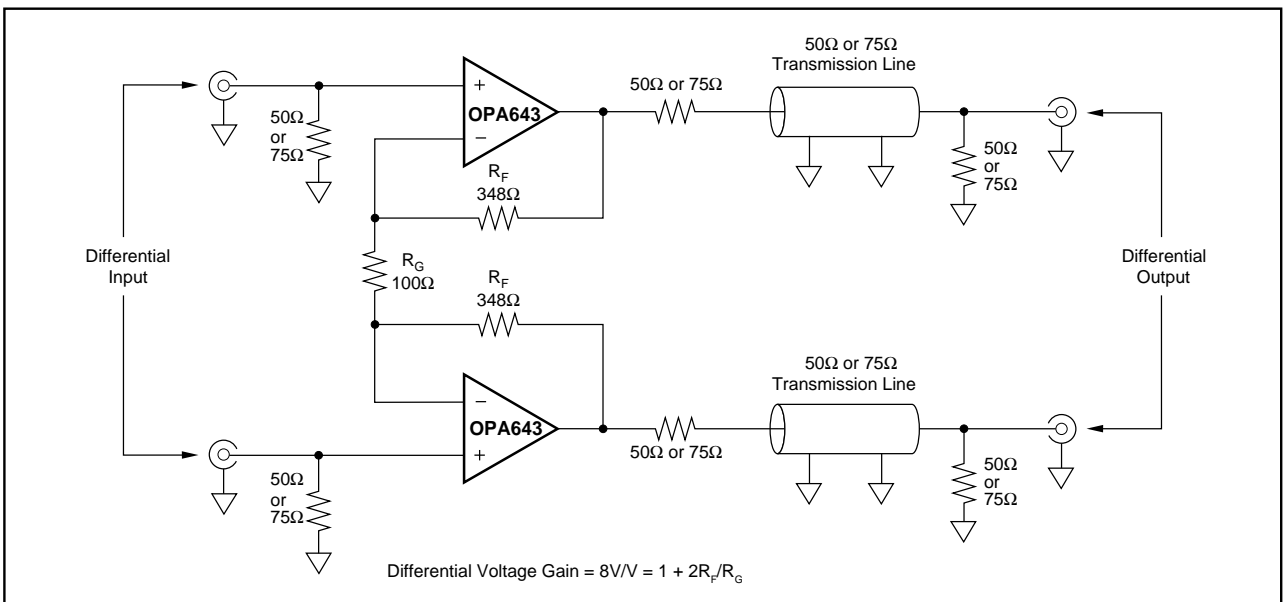 50Ω or 75Ω
Transmission Line
50Ω or 75Ω
+
OPA643
−
50Ω
or
75Ω
50Ω
or
75Ω
R_F
348Ω
Differential
Input
R_G
100Ω
Differential
Output
R_F
348Ω
50Ω or 75Ω
Transmission Line
−
OPA643
+
50Ω or 75Ω
50Ω
or
75Ω
50Ω
or
75Ω
Differential Voltage Gain = 8V/V = 1 + 2R_F/R_G